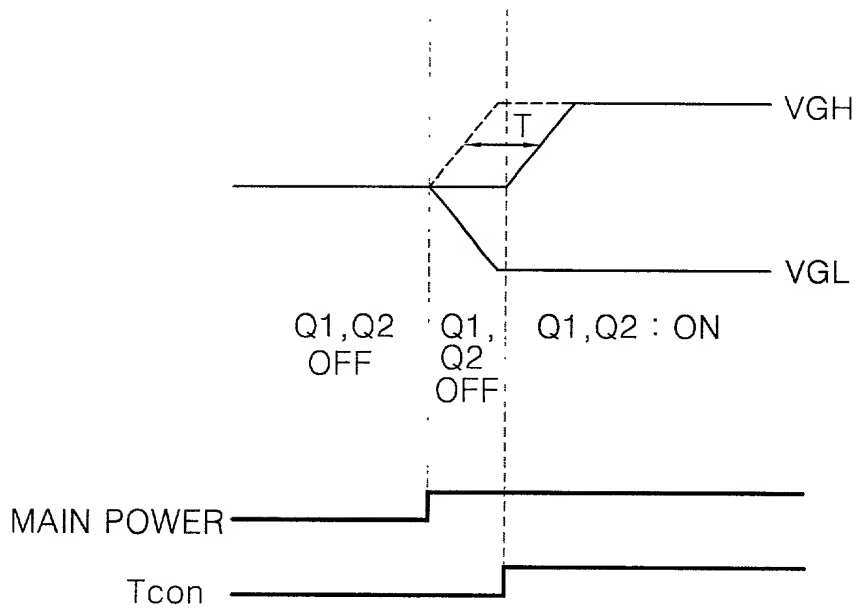 VGH
T
VGL
Q1,Q2
OFF
Q1,
Q2
OFF
Q1,Q2 : ON
MAIN POWER
Tcon